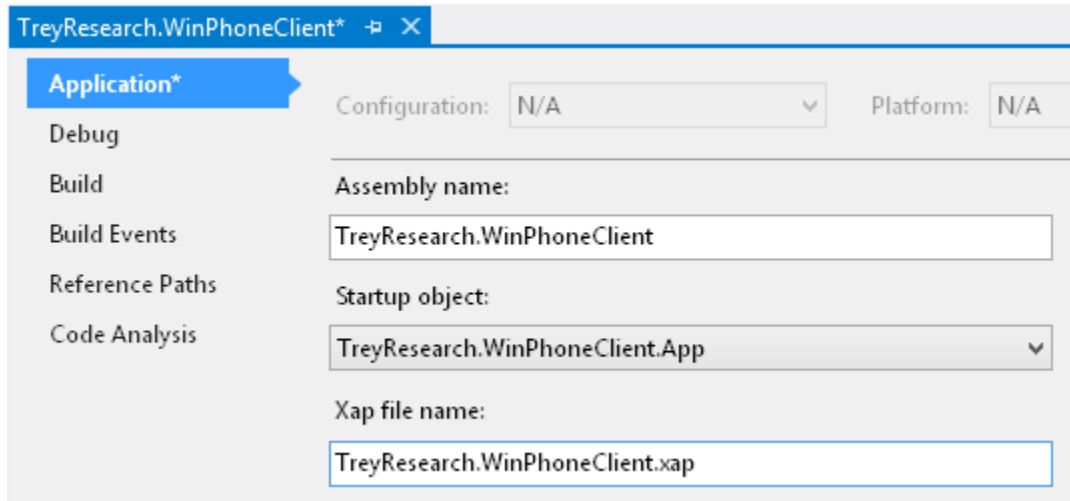 TreyResearch.WinPhoneClient*
Application*
Configuration: N/A Platform: N/A
Debug
Build
Assembly name:
Build Events
TreyResearch.WinPhoneClient
Reference Paths
Startup object:
Code Analysis
TreyResearch.WinPhoneClient.App
Xap file name:
TreyResearch.WinPhoneClient.xap